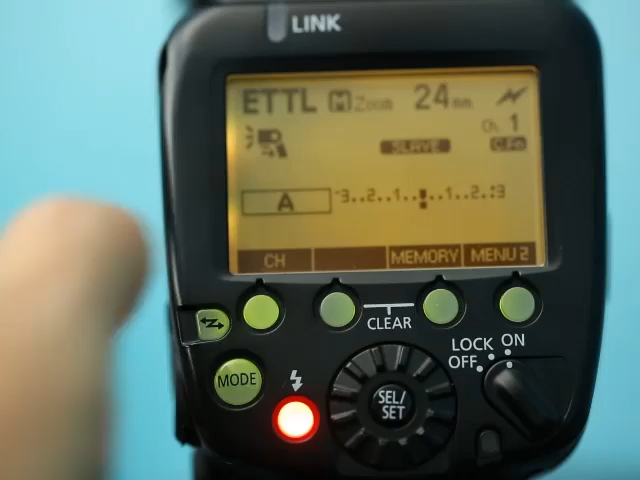 LINK
ETTL M Zoom 24mm
Ch. 1
SLAVE C.Fn
A -3..2..1..▮..1..2.:3
CH MEMORY MENU 2
CLEAR
MODE
SEL/
SET
LOCK ON
OFF